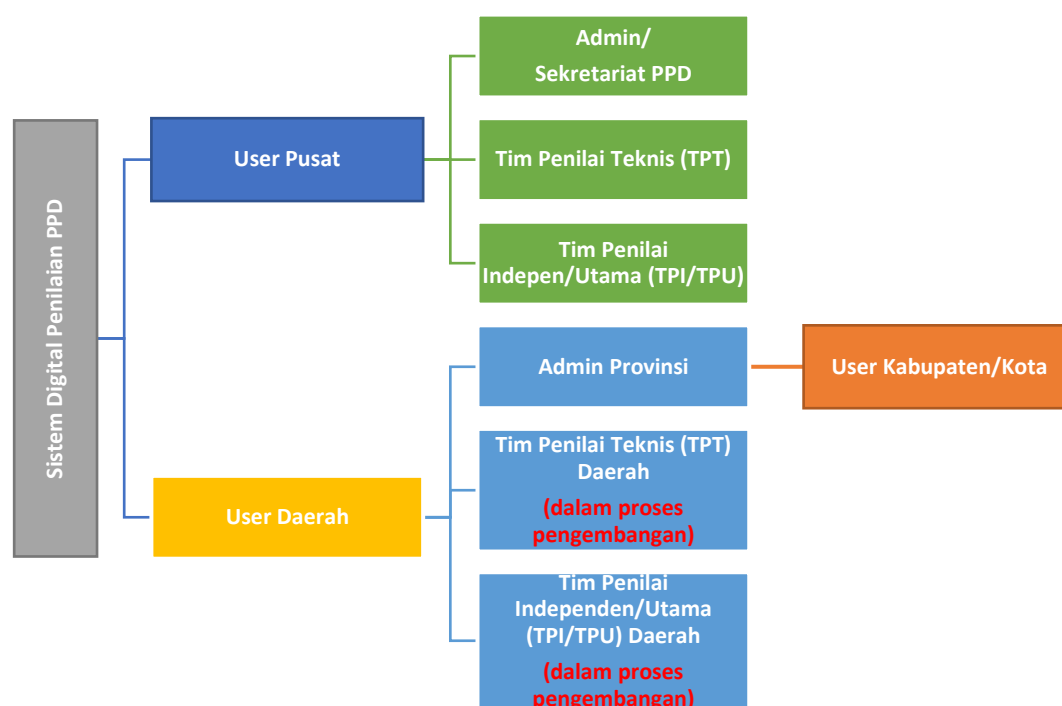 Sistem Digital Penilaian PPD
User Pusat
Admin/
Sekretariat PPD
Tim Penilai Teknis (TPT)
Tim Penilai
Indepen/Utama (TPI/TPU)
User Daerah
Admin Provinsi
User Kabupaten/Kota
Tim Penilai Teknis (TPT)
Daerah
(dalam proses
pengembangan)
Tim Penilai
Independen/Utama
(TPI/TPU) Daerah
(dalam proses
pengembangan)